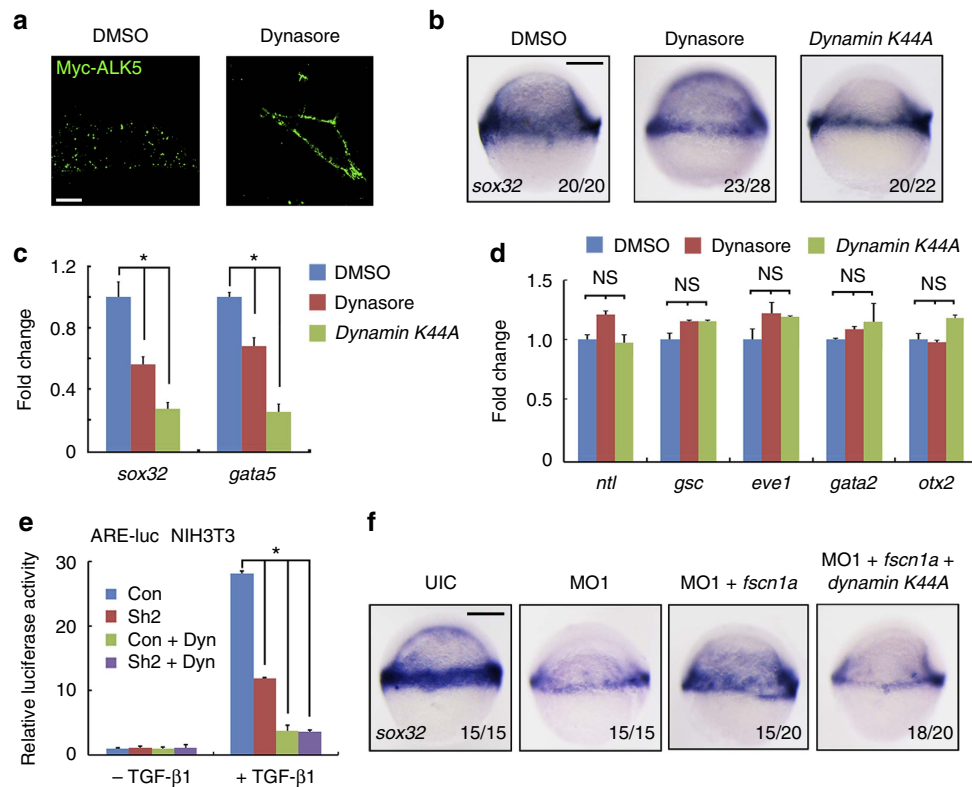 a
DMSO
Dynasore
Myc-ALK5
b
DMSO
Dynasore
Dynamin K44A
sox32
20/20
23/28
20/22
c
Fold change
1.2
0.8
0.4
0
*
*
sox32
gata5
DMSO
Dynasore
Dynamin K44A
d
DMSO
Dynasore
Dynamin K44A
Fold change
1.5
1.0
0.5
0
NS
NS
NS
NS
NS
ntl
gsc
eve1
gata2
otx2
e
ARE-luc NIH3T3
Relative luciferase activity
30
20
10
0
Con
Sh2
Con + Dyn
Sh2 + Dyn
*
– TGF-β1
+ TGF-β1
f
UIC
MO1
MO1 + fscn1a
MO1 + fscn1a +
dynamin K44A
sox32
15/15
15/15
15/20
18/20